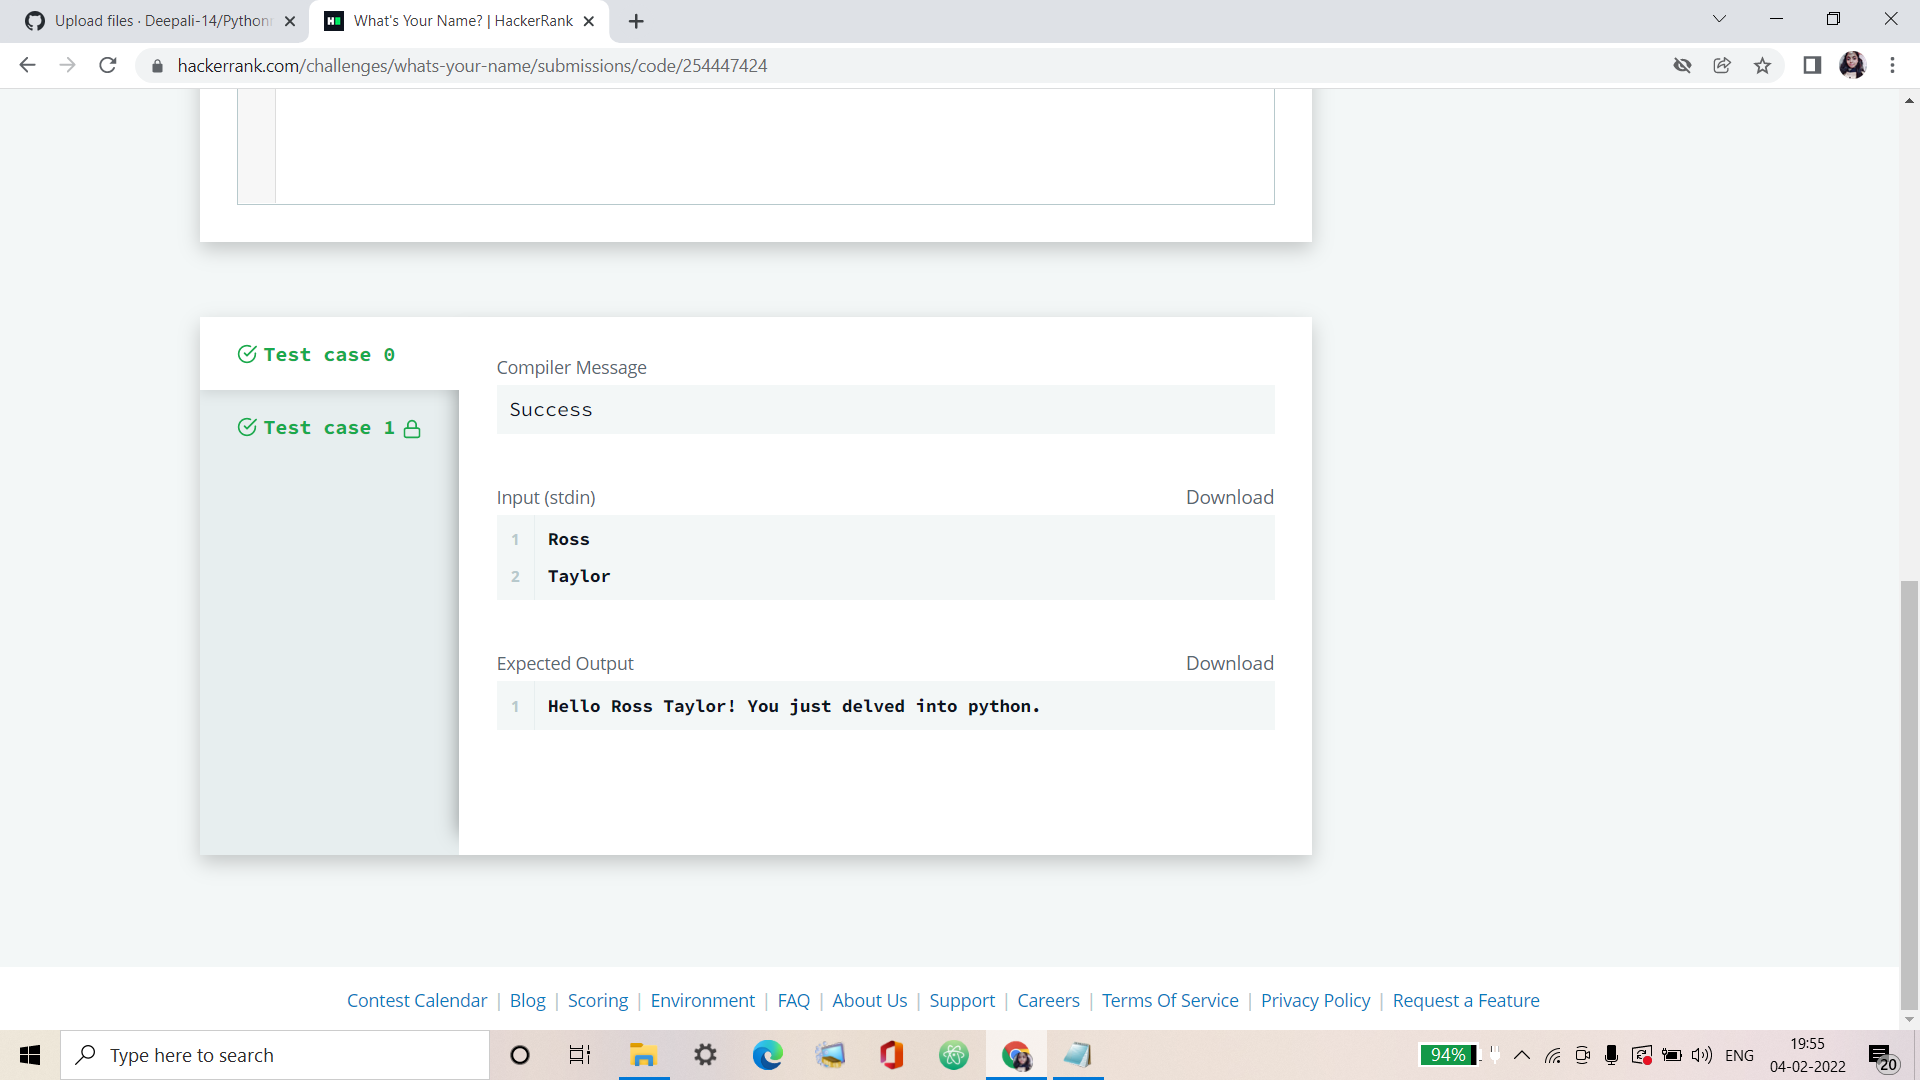 Upload files · Deepali-14/Python
What's Your Name? | HackerRank
hackerrank.com/challenges/whats-your-name/submissions/code/254447424
Test case 0
Test case 1
Compiler Message
Success
Input (stdin)
Download
1 Ross
2 Taylor
Expected Output
Download
1 Hello Ross Taylor! You just delved into python.
Contest Calendar | Blog | Scoring | Environment | FAQ | About Us | Support | Careers | Terms Of Service | Privacy Policy | Request a Feature
Type here to search
94%
ENG
19:55
04-02-2022
20